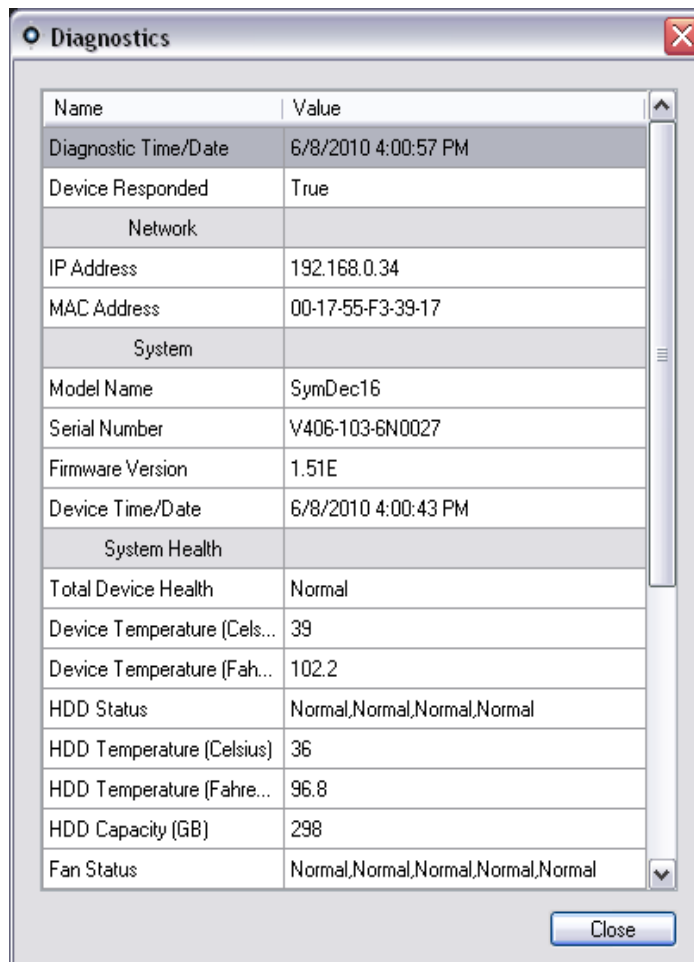 Diagnostics
Name Value
Diagnostic Time/Date 6/8/2010 4:00:57 PM
Device Responded True
Network
IP Address 192.168.0.34
MAC Address 00-17-55-F3-39-17
System
Model Name SymDec16
Serial Number V406-103-6N0027
Firmware Version 1.51E
Device Time/Date 6/8/2010 4:00:43 PM
System Health
Total Device Health Normal
Device Temperature (Cels... 39
Device Temperature (Fah... 102.2
HDD Status Normal,Normal,Normal,Normal
HDD Temperature (Celsius) 36
HDD Temperature (Fahre... 96.8
HDD Capacity (GB) 298
Fan Status Normal,Normal,Normal,Normal,Normal
Close